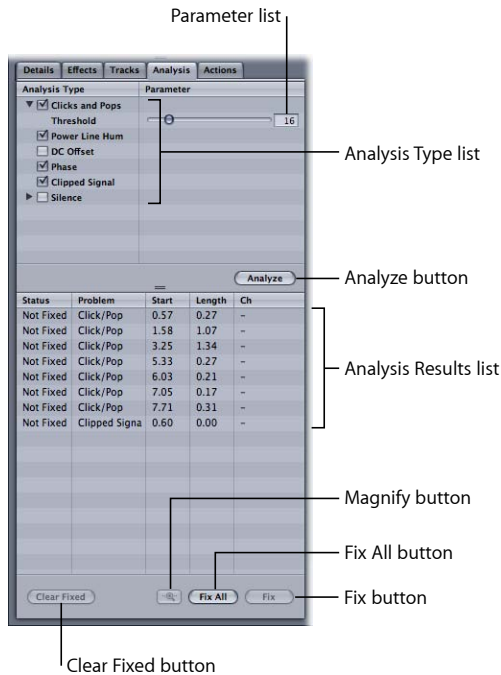 Parameter list
Details Effects Tracks Analysis Actions
Analysis Type Parameter
Clicks and Pops
Threshold 16
Power Line Hum
DC Offset
Phase
Clipped Signal
Silence
Analysis Type list
Analyze
Analyze button
Status Problem Start Length Ch
Not Fixed Click/Pop 0.57 0.27 –
Not Fixed Click/Pop 1.58 1.07 –
Not Fixed Click/Pop 3.25 1.34 –
Not Fixed Click/Pop 5.33 0.27 –
Not Fixed Click/Pop 6.03 0.21 –
Not Fixed Click/Pop 7.05 0.17 –
Not Fixed Click/Pop 7.71 0.31 –
Not Fixed Clipped Signa 0.60 0.00 –
Analysis Results list
Magnify button
Fix All button
Clear Fixed Fix All Fix
Fix button
Clear Fixed button